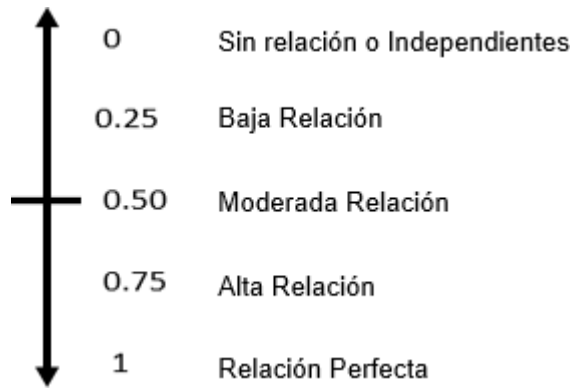 0 Sin relación o Independientes
0.25 Baja Relación
0.50 Moderada Relación
0.75 Alta Relación
1 Relación Perfecta